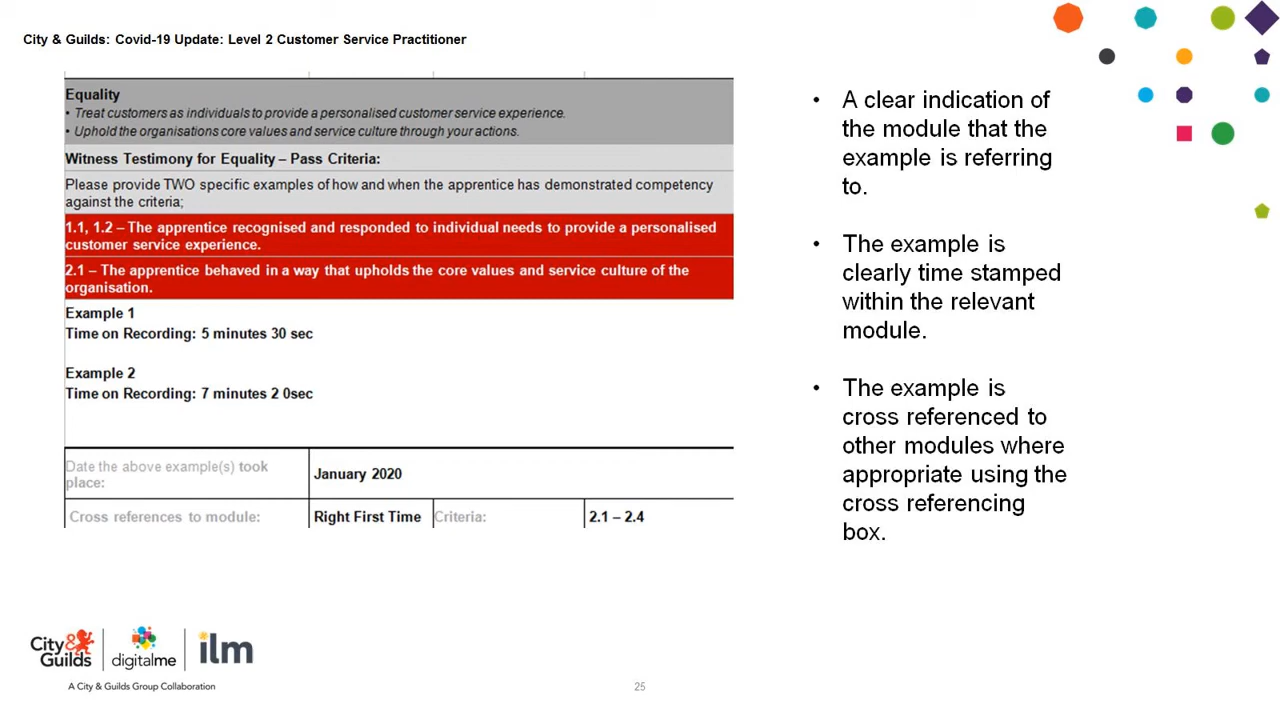 City & Guilds: Covid-19 Update: Level 2 Customer Service Practitioner
Equality
• Treat customers as individuals to provide a personalised customer service experience.
• Uphold the organisations core values and service culture through your actions.
Witness Testimony for Equality – Pass Criteria:
Please provide TWO specific examples of how and when the apprentice has demonstrated competency
against the criteria;
1.1, 1.2 – The apprentice recognised and responded to individual needs to provide a personalised
customer service experience.
2.1 – The apprentice behaved in a way that upholds the core values and service culture of the
organisation.
Example 1
Time on Recording: 5 minutes 30 sec
Example 2
Time on Recording: 7 minutes 2 0sec
Date the above example(s) took
place:
January 2020
Cross references to module:
Right First Time
Criteria:
2.1 – 2.4
• A clear indication of
the module that the
example is referring
to.
• The example is
clearly time stamped
within the relevant
module.
• The example is
cross referenced to
other modules where
appropriate using the
cross referencing
box.
City &
Guilds
digitalme
ilm
A City & Guilds Group Collaboration
25